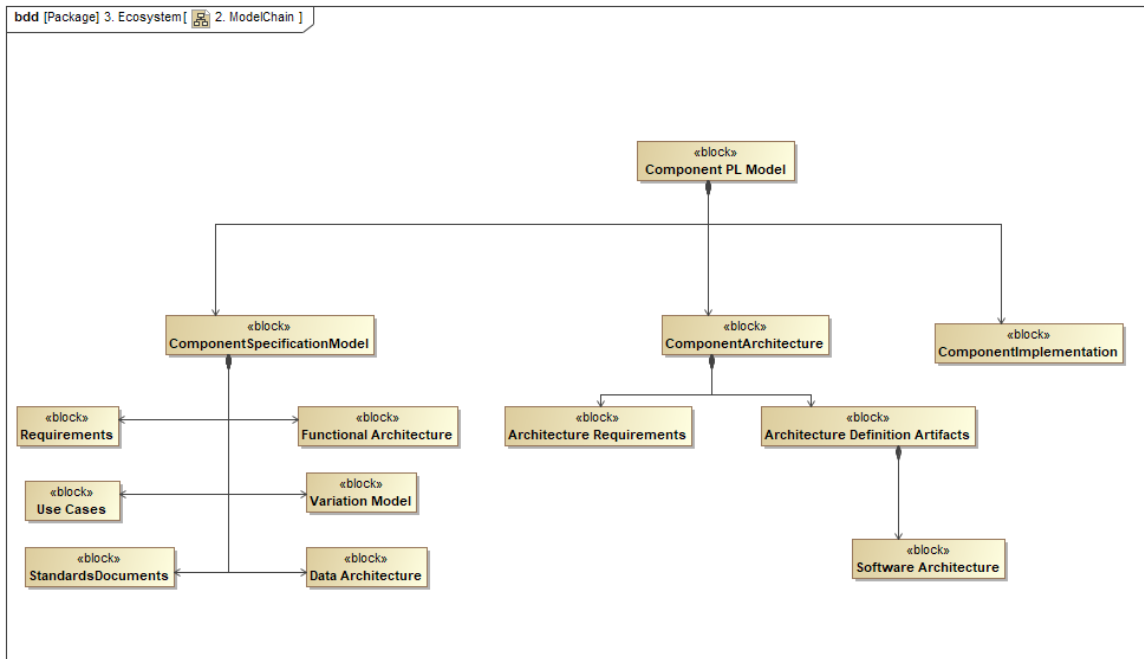 bdd [Package] 3. Ecosystem[ 2. ModelChain ]
«block»
Component PL Model
«block»
ComponentSpecificationModel
«block»
ComponentArchitecture
«block»
ComponentImplementation
«block»
Requirements
«block»
Functional Architecture
«block»
Architecture Requirements
«block»
Architecture Definition Artifacts
«block»
Use Cases
«block»
Variation Model
«block»
StandardsDocuments
«block»
Data Architecture
«block»
Software Architecture